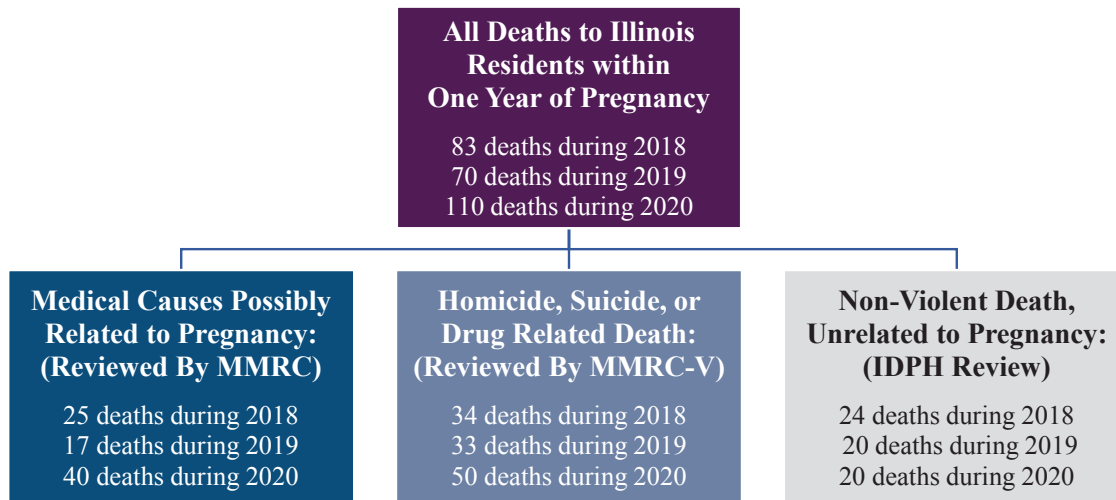 All Deaths to Illinois
Residents within
One Year of Pregnancy
83 deaths during 2018
70 deaths during 2019
110 deaths during 2020
Medical Causes Possibly
Related to Pregnancy:
(Reviewed By MMRC)
25 deaths during 2018
17 deaths during 2019
40 deaths during 2020
Homicide, Suicide, or
Drug Related Death:
(Reviewed By MMRC-V)
34 deaths during 2018
33 deaths during 2019
50 deaths during 2020
Non-Violent Death,
Unrelated to Pregnancy:
(IDPH Review)
24 deaths during 2018
20 deaths during 2019
20 deaths during 2020